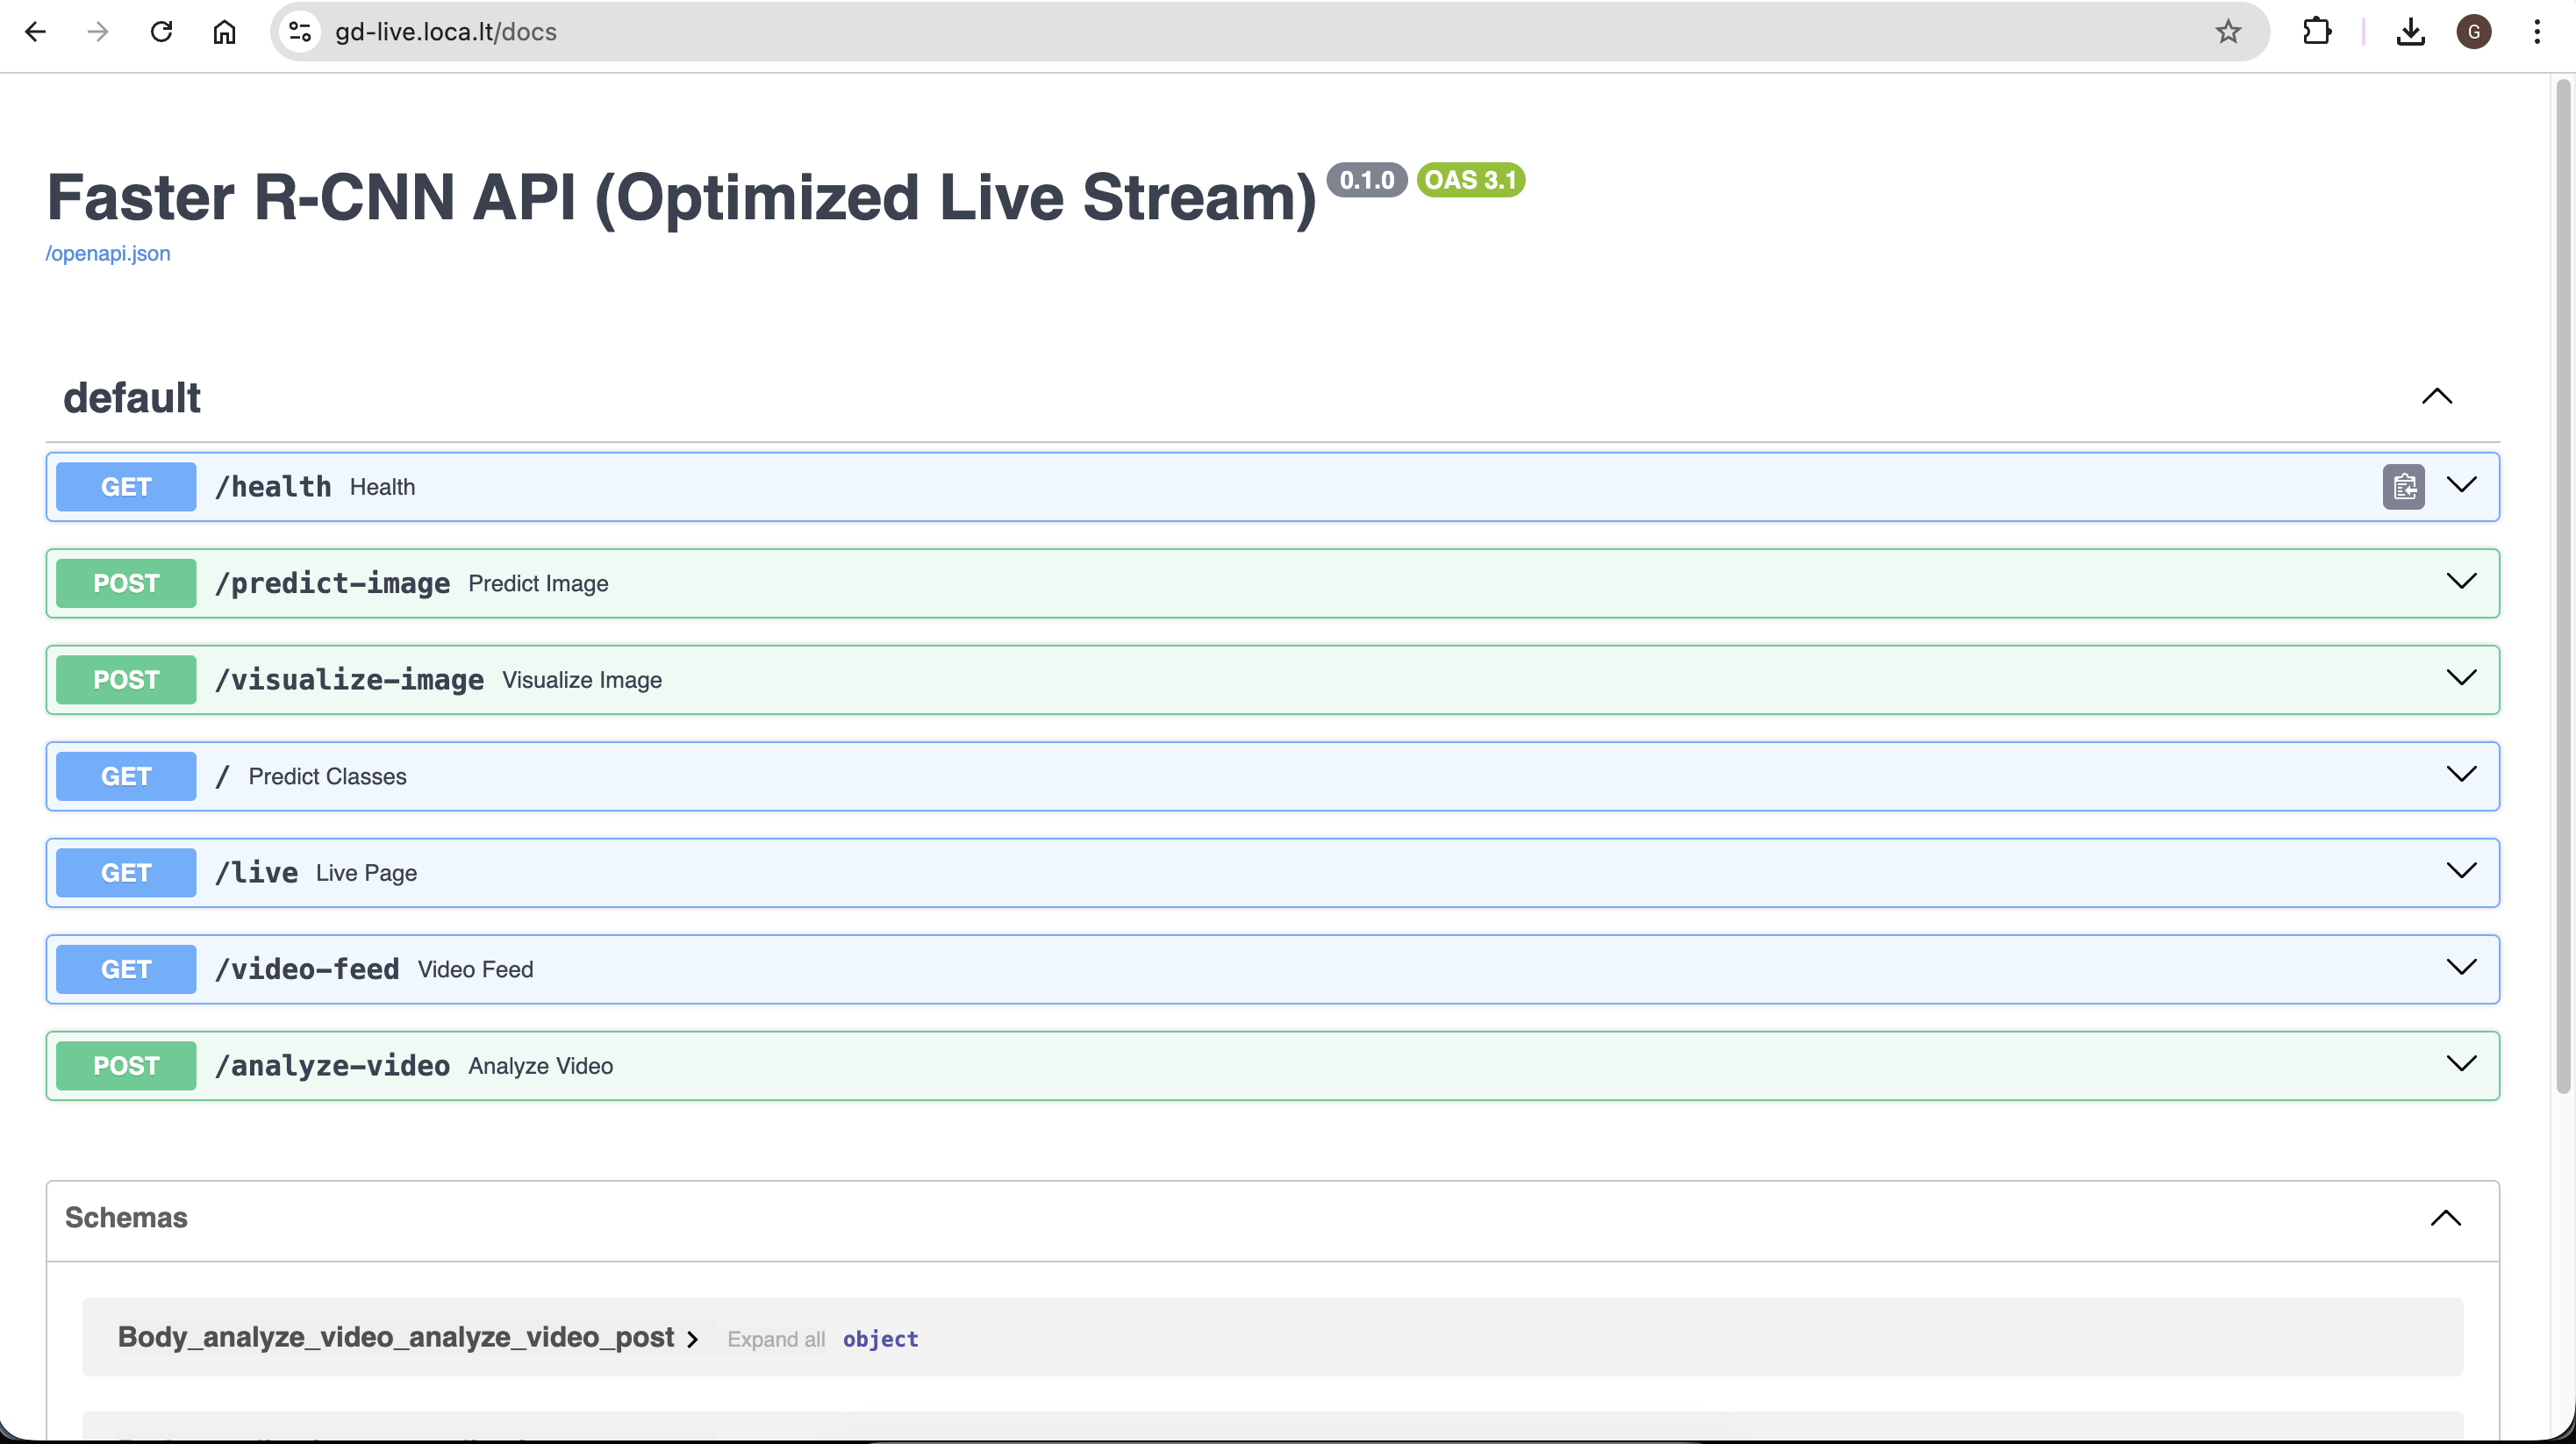 gd-live.loca.lt/docs
G
Faster R-CNN API (Optimized Live Stream) 0.1.0 OAS 3.1
/openapi.json
default
GET /health Health
POST /predict-image Predict Image
POST /visualize-image Visualize Image
GET / Predict Classes
GET /live Live Page
GET /video-feed Video Feed
POST /analyze-video Analyze Video
Schemas
Body_analyze_video_analyze_video_post Expand all object